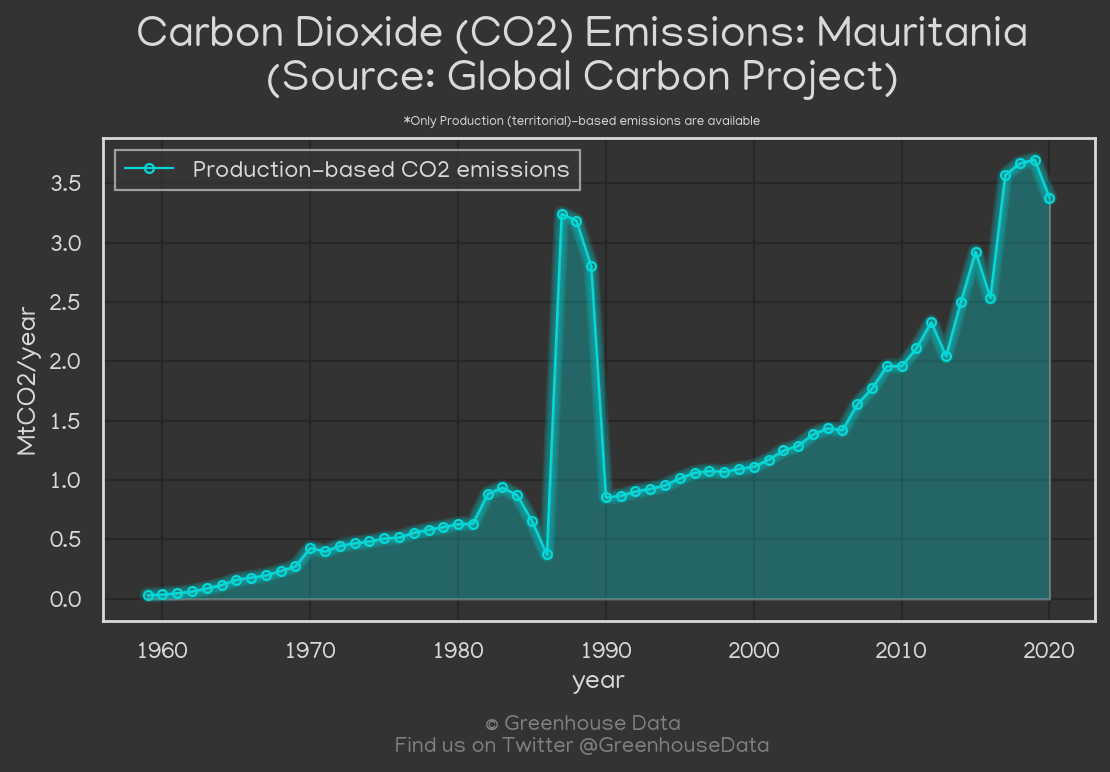 Carbon Dioxide (CO2) Emissions: Mauritania
(Source: Global Carbon Project)
*Only Production (territorial)-based emissions are available
Production-based CO2 emissions
3.5
3.0
2.5
2.0
1.5
1.0
0.5
0.0
MtCO2/year
1960 1970 1980 1990 2000 2010 2020
year
© Greenhouse Data
Find us on Twitter @GreenhouseData